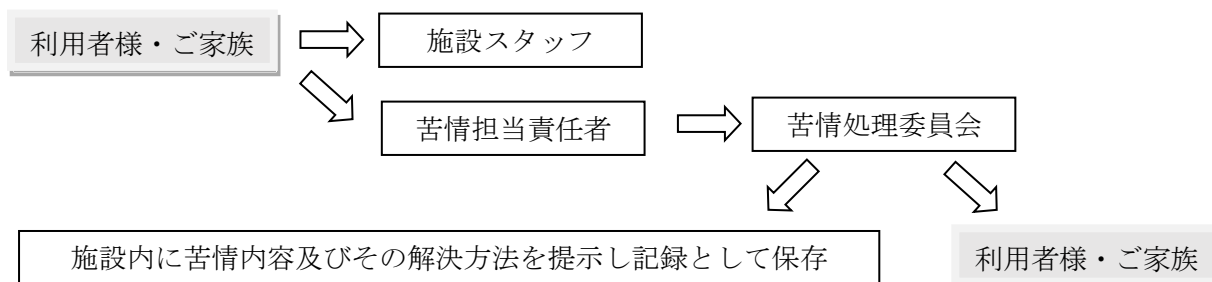 利用者様・ご家族
施設スタッフ
苦情担当責任者
苦情処理委員会
施設内に苦情内容及びその解決方法を提示し記録として保存
利用者様・ご家族